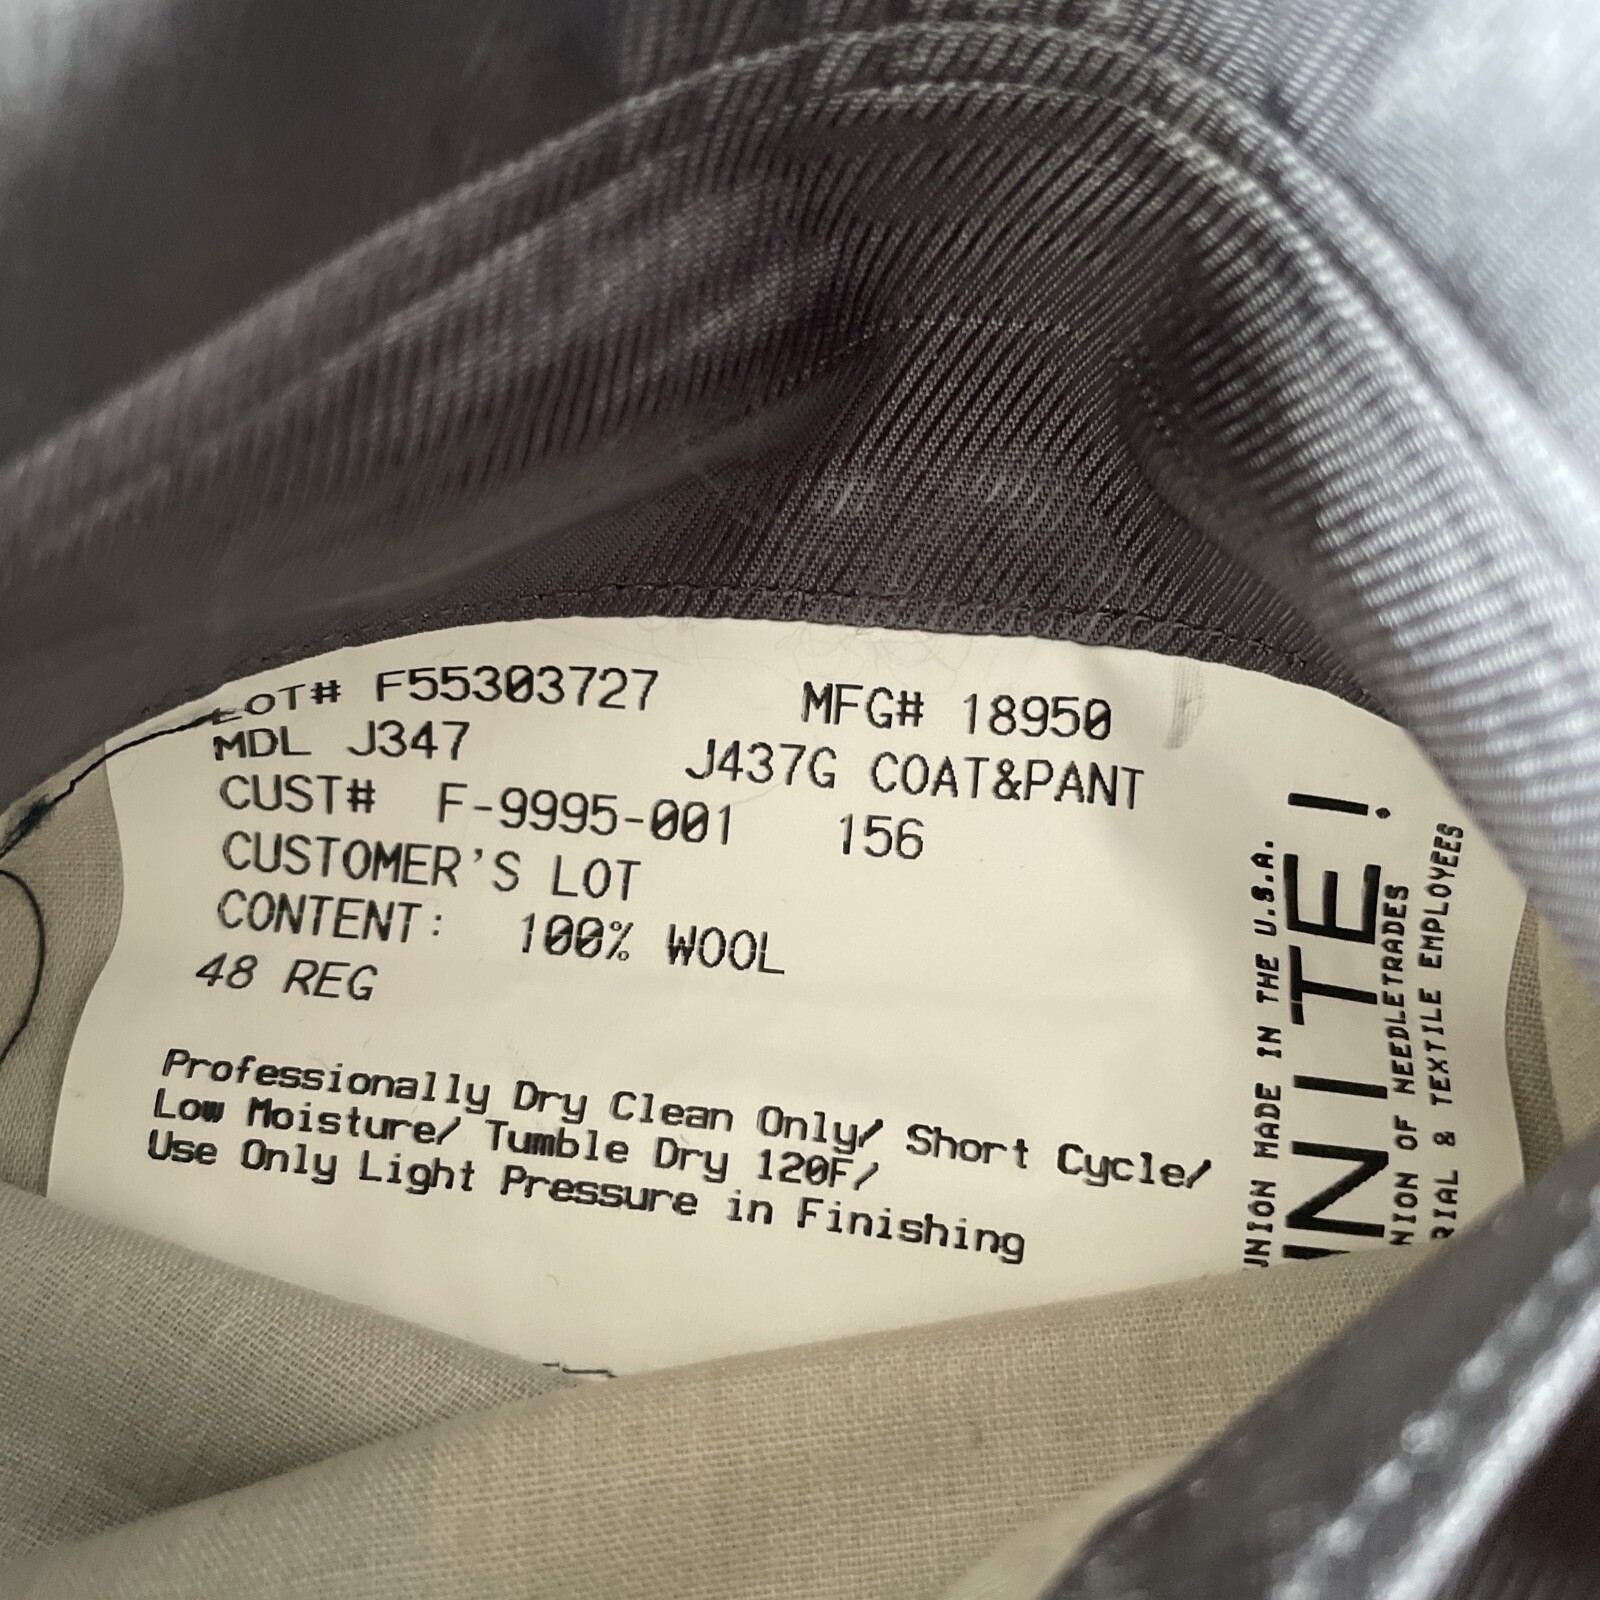 LOT# F55303727 MFG# 18950
MDL J347 J437G COAT&PANT
CUST# F-9995-001 156
CUSTOMER'S LOT
CONTENT: 100% WOOL
48 REG
Professionally Dry Clean Only/ Short Cycle/
Low Moisture/ Tumble Dry 120F/
Use Only Light Pressure in Finishing
UNION MADE IN THE U.S.A.
NITE!
NION OF NEEDLETRADES
RIAL & TEXTILE EMPLOYEES